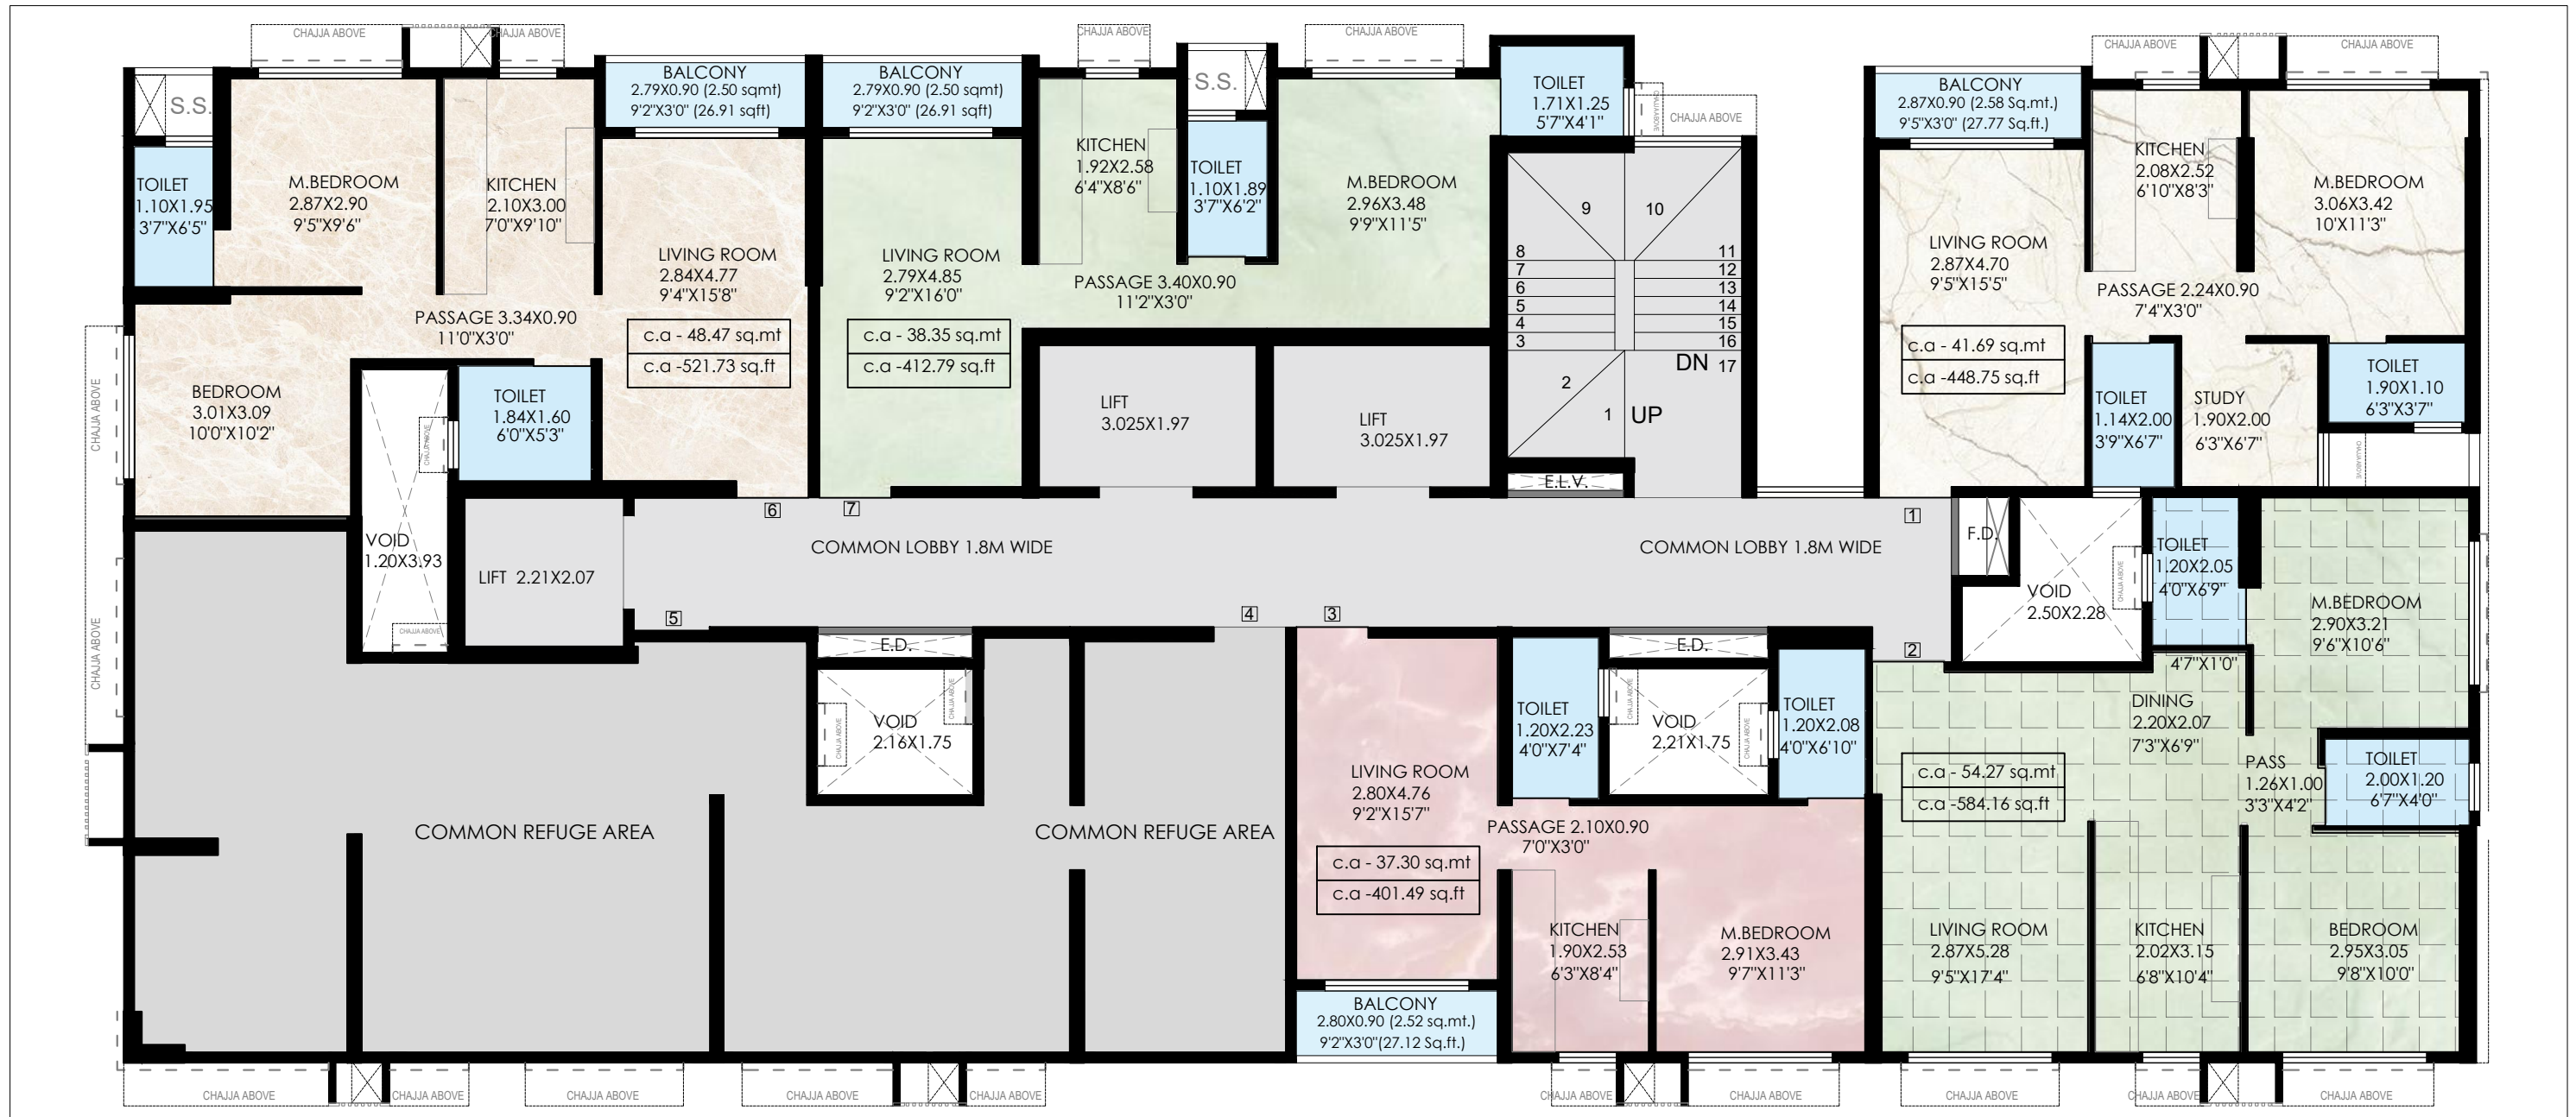 CHAJJA ABOVE
CHAJJA ABOVE
S.S.
TOILET
1.10X1.95
3'7"X6'5"
M.BEDROOM
2.87X2.90
9'5"X9'6"
KITCHEN
2.10X3.00
7'0"X9'10"
BALCONY
2.79X0.90 (2.50 sqmt)
9'2"X3'0" (26.91 sqft)
LIVING ROOM
2.84X4.77
9'4"X15'8"
c.a - 48.47 sq.mt
c.a -521.73 sq.ft
PASSAGE 3.34X0.90
11'0"X3'0"
BEDROOM
3.01X3.09
10'0"X10'2"
CHAJJA ABOVE
TOILET
1.84X1.60
6'0"X5'3"
CHAJJA ABOVE
VOID
1.20X3.93
CHAJJA ABOVE
LIFT 2.21X2.07
6
BALCONY
2.79X0.90 (2.50 sqmt)
9'2"X3'0" (26.91 sqft)
LIVING ROOM
2.79X4.85
9'2"X16'0"
c.a - 38.35 sq.mt
c.a -412.79 sq.ft
7
CHAJJA ABOVE
KITCHEN
1.92X2.58
6'4"X8'6"
S.S.
TOILET
1.10X1.89
3'7"X6'2"
CHAJJA ABOVE
M.BEDROOM
2.96X3.48
9'9"X11'5"
PASSAGE 3.40X0.90
11'2"X3'0"
TOILET
1.71X1.25
5'7"X4'1"
CHAJJA ABOVE
CHAJJA ABOVE
LIFT
3.025X1.97
LIFT
3.025X1.97
9
10
8
11
7
12
6
13
5
14
4
15
3
16
DN 17
2
1
UP
E.L.V.
CHAJJA ABOVE
CHAJJA ABOVE
BALCONY
2.87X0.90 (2.58 Sq.mt.)
9'5"X3'0" (27.77 Sq.ft.)
LIVING ROOM
2.87X4.70
9'5"X15'5"
c.a - 41.69 sq.mt
c.a -448.75 sq.ft
KITCHEN
2.08X2.52
6'10"X8'3"
M.BEDROOM
3.06X3.42
10'X11'3"
PASSAGE 2.24X0.90
7'4"X3'0"
TOILET
1.14X2.00
3'9"X6'7"
STUDY
1.90X2.00
6'3"X6'7"
TOILET
1.90X1.10
6'3"X3'7"
CHAJJA ABOVE
1
COMMON LOBBY 1.8M WIDE
COMMON LOBBY 1.8M WIDE
5
4
3
2
F.D.
VOID
2.50X2.28
CHAJJA ABOVE
TOILET
1.20X2.05
4'0"X6'9"
M.BEDROOM
2.90X3.21
9'6"X10'6"
4'7"X1'0"
DINING
2.20X2.07
7'3"X6'9"
PASS
1.26X1.00
3'3"X4'2"
TOILET
2.00X1.20
6'7"X4'0"
c.a - 54.27 sq.mt
c.a -584.16 sq.ft
LIVING ROOM
2.87X5.28
9'5"X17'4"
KITCHEN
2.02X3.15
6'8"X10'4"
BEDROOM
2.95X3.05
9'8"X10'0"
CHAJJA ABOVE
CHAJJA ABOVE
CHAJJA ABOVE
E.D.
VOID
2.21X1.75
CHAJJA ABOVE
CHAJJA ABOVE
TOILET
1.20X2.23
4'0"X7'4"
TOILET
1.20X2.08
4'0"X6'10"
LIVING ROOM
2.80X4.76
9'2"X15'7"
c.a - 37.30 sq.mt
c.a -401.49 sq.ft
PASSAGE 2.10X0.90
7'0"X3'0"
KITCHEN
1.90X2.53
6'3"X8'4"
M.BEDROOM
2.91X3.43
9'7"X11'3"
BALCONY
2.80X0.90 (2.52 sq.mt.)
9'2"X3'0"(27.12 Sq.ft.)
CHAJJA ABOVE
CHAJJA ABOVE
E.D.
VOID
2.16X1.75
CHAJJA ABOVE
CHAJJA ABOVE
CHAJJA ABOVE
COMMON REFUGE AREA
COMMON REFUGE AREA
CHAJJA ABOVE
CHAJJA ABOVE
CHAJJA ABOVE
CHAJJA ABOVE
CHAJJA ABOVE